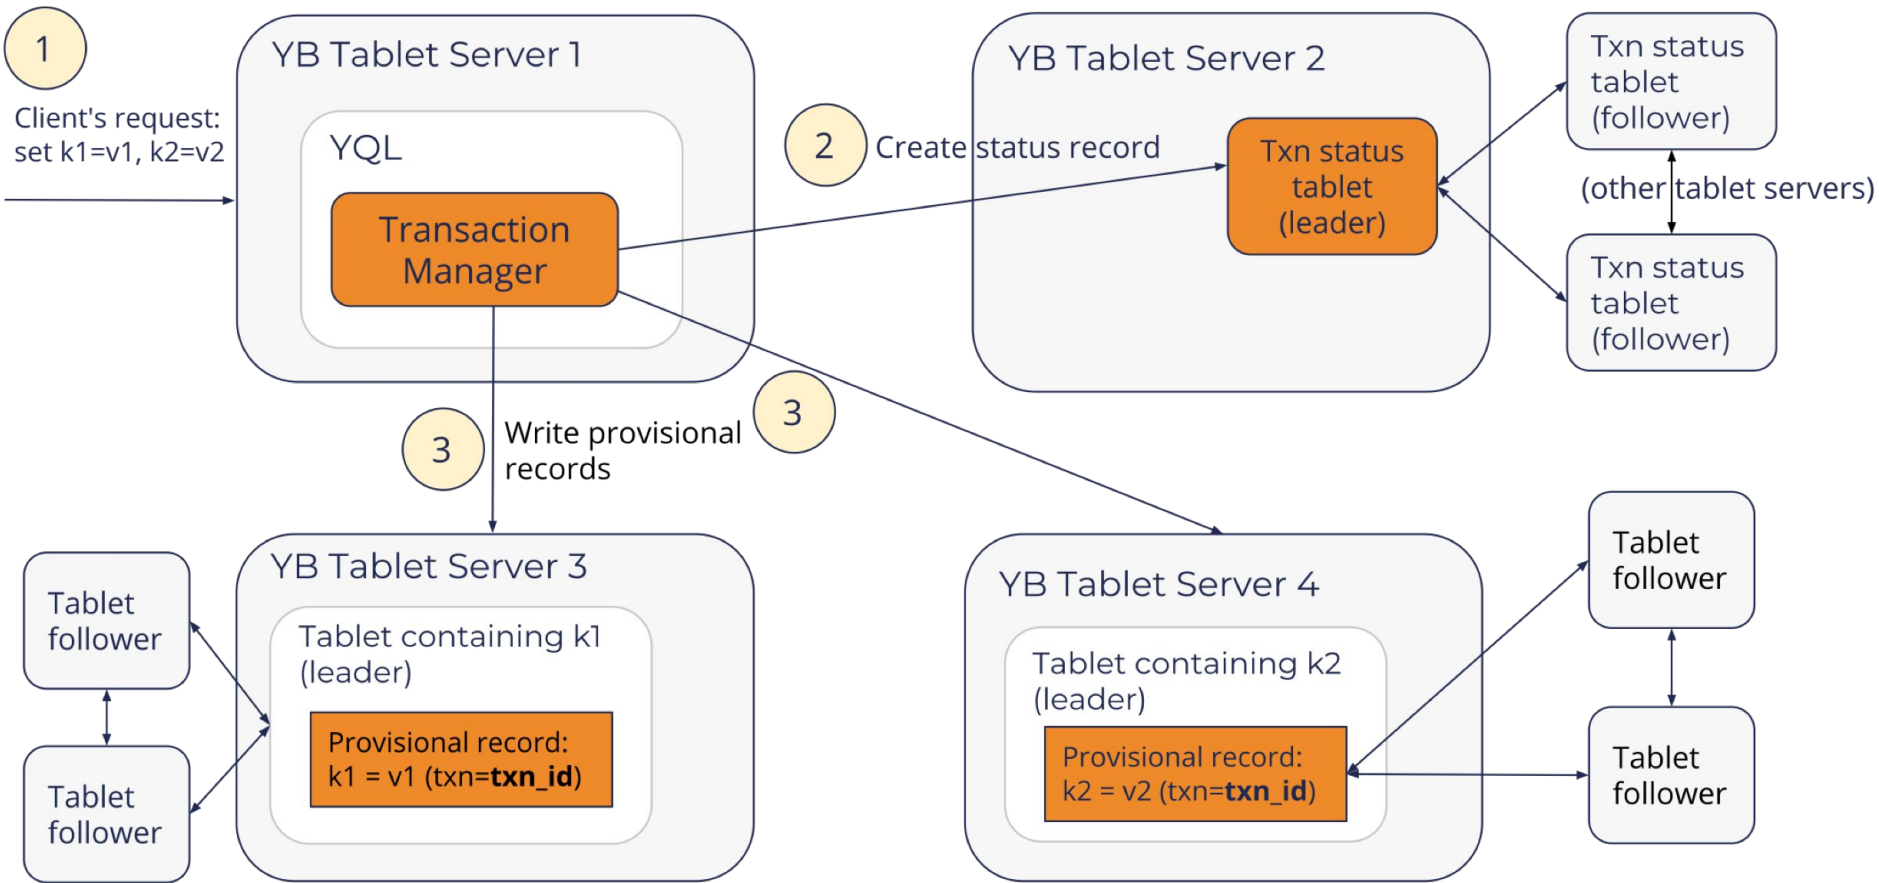 1
Client's request:
set k1=v1, k2=v2
YB Tablet Server 1
YQL
Transaction
Manager
2
Create status record
YB Tablet Server 2
Txn status
tablet
(leader)
Txn status
tablet
(follower)
(other tablet servers)
Txn status
tablet
(follower)
3
Write provisional
records
3
YB Tablet Server 3
Tablet containing k1
(leader)
Provisional record:
k1 = v1 (txn=txn_id)
Tablet
follower
Tablet
follower
YB Tablet Server 4
Tablet containing k2
(leader)
Provisional record:
k2 = v2 (txn=txn_id)
Tablet
follower
Tablet
follower